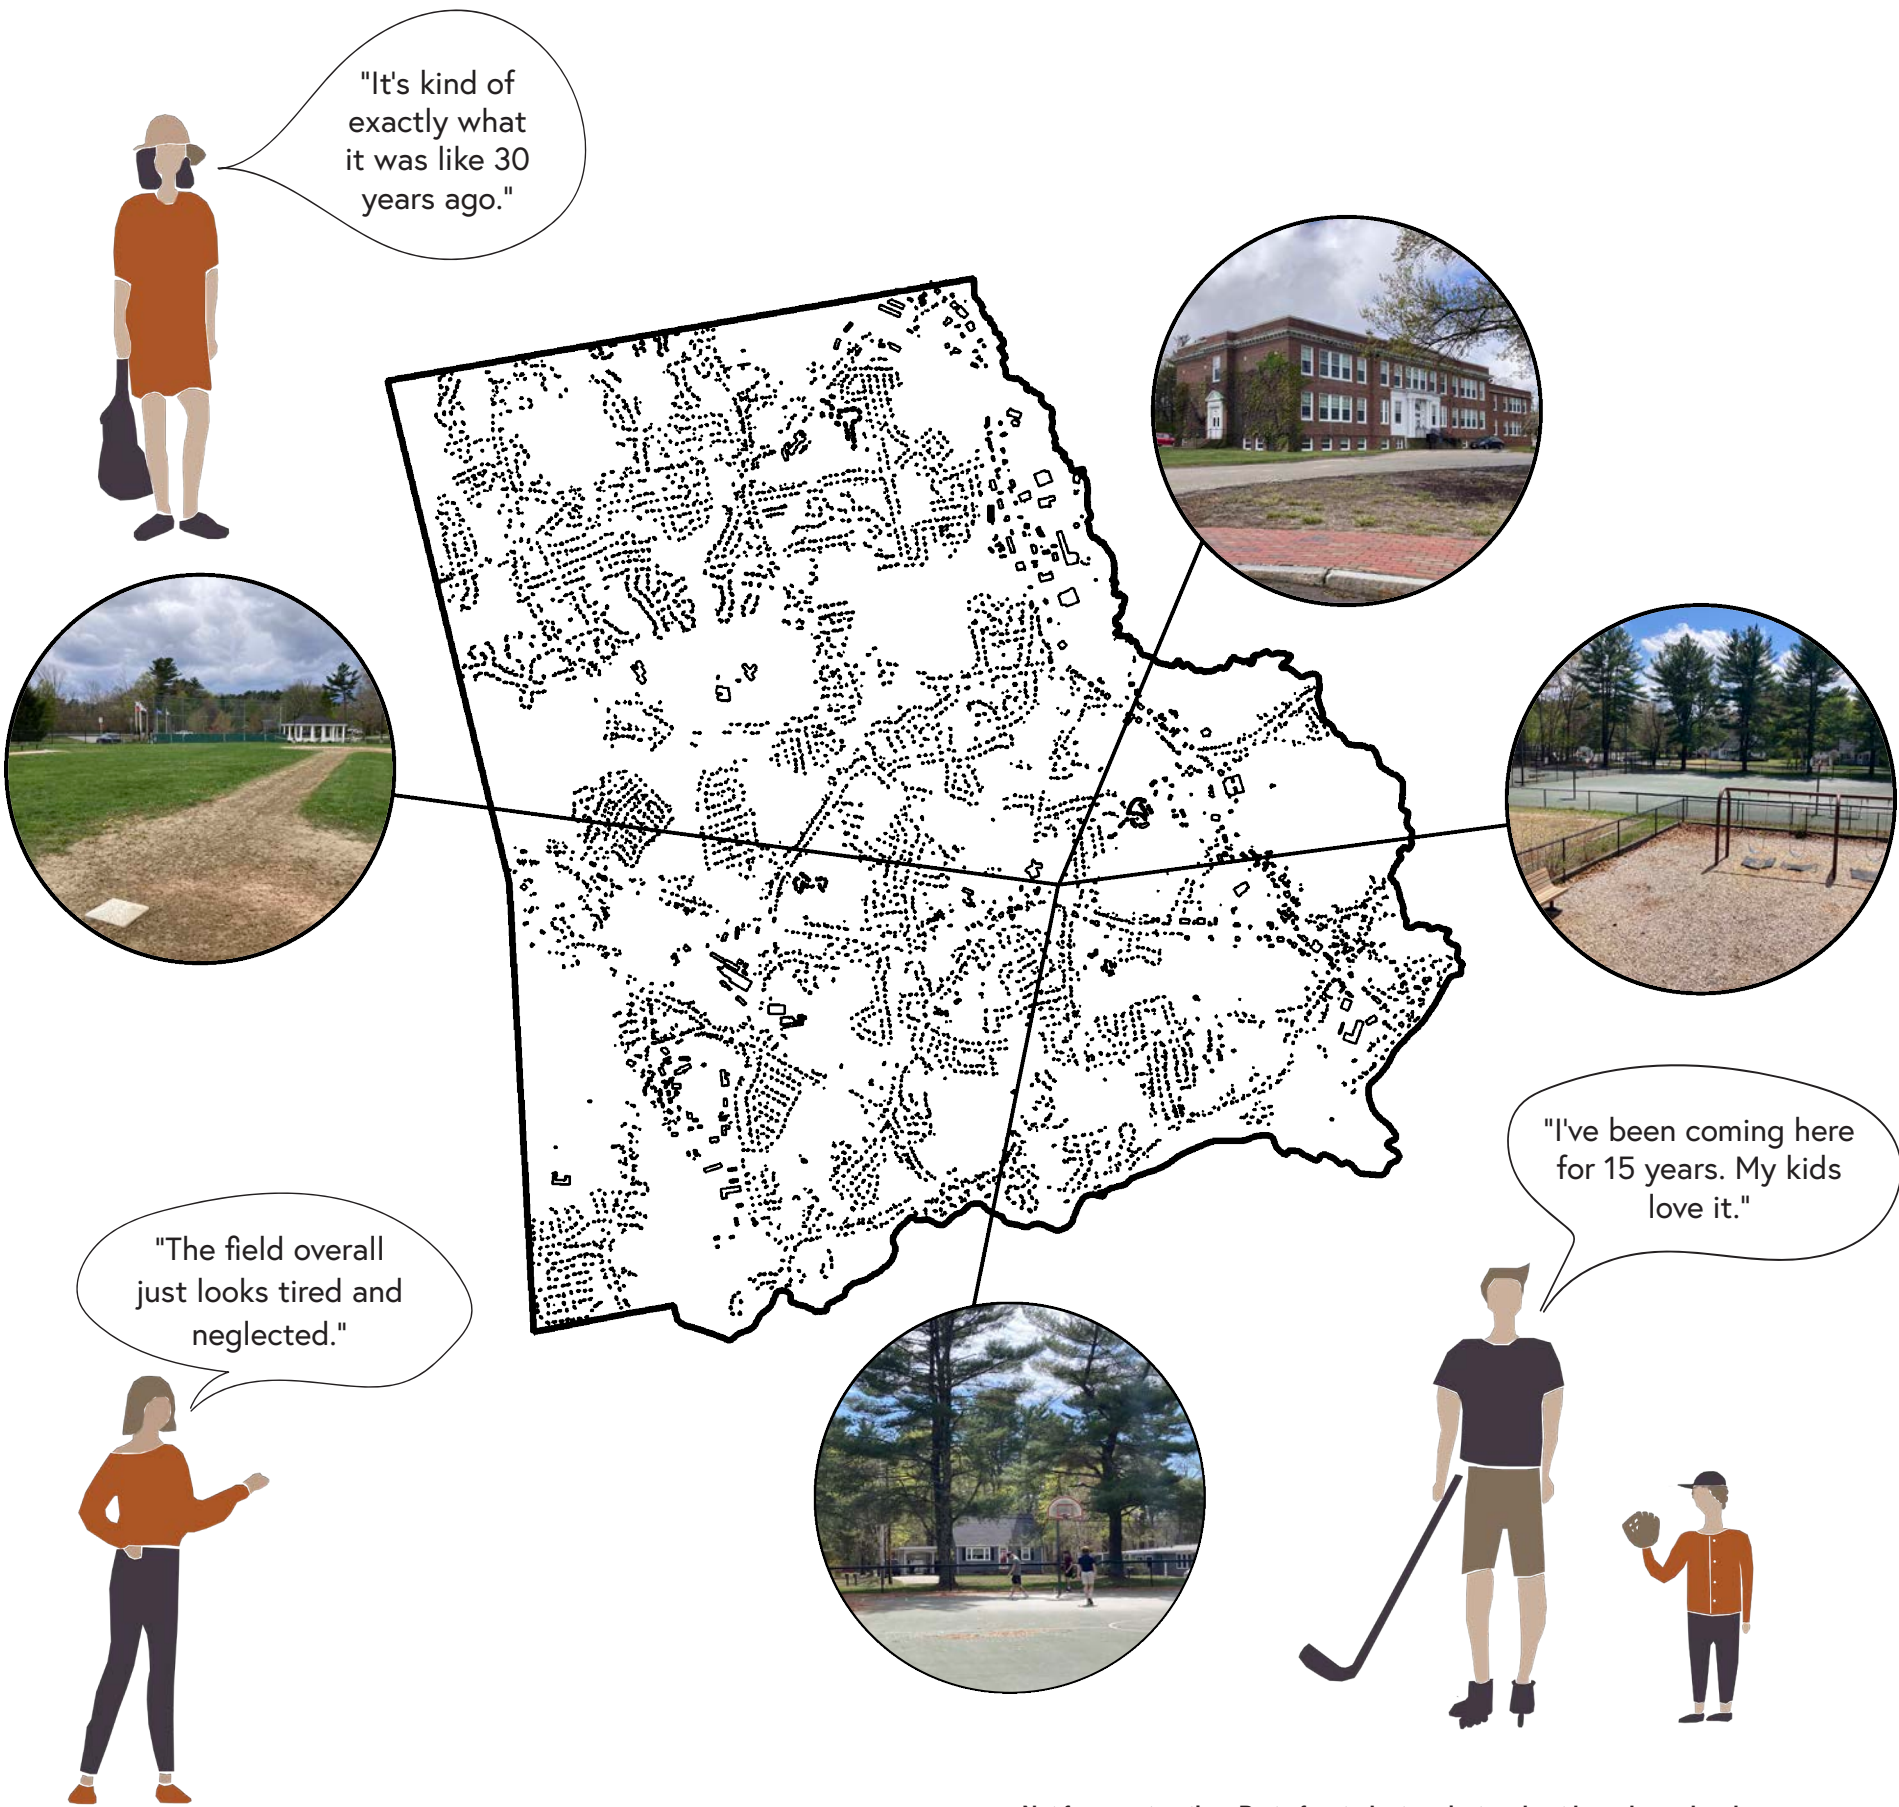 "It's kind of
exactly what
it was like 30
years ago."
"I've been coming here
for 15 years. My kids
love it."
"The field overall
just looks tired and
neglected."